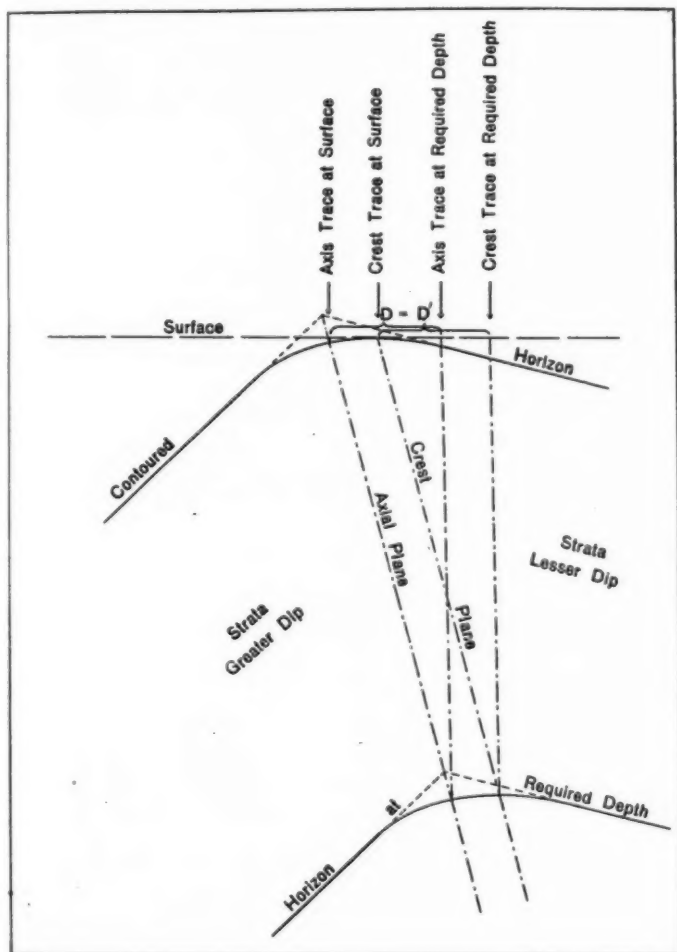 Axis Trace at Surface
Crest Trace at Surface
Axis Trace at Required Depth
Crest Trace at Required Depth
D = D'
Surface
Contoured Horizon
Crest Plane
Axial Plane
Strata
Lesser Dip
Strata
Greater Dip
Horizon at Required Depth